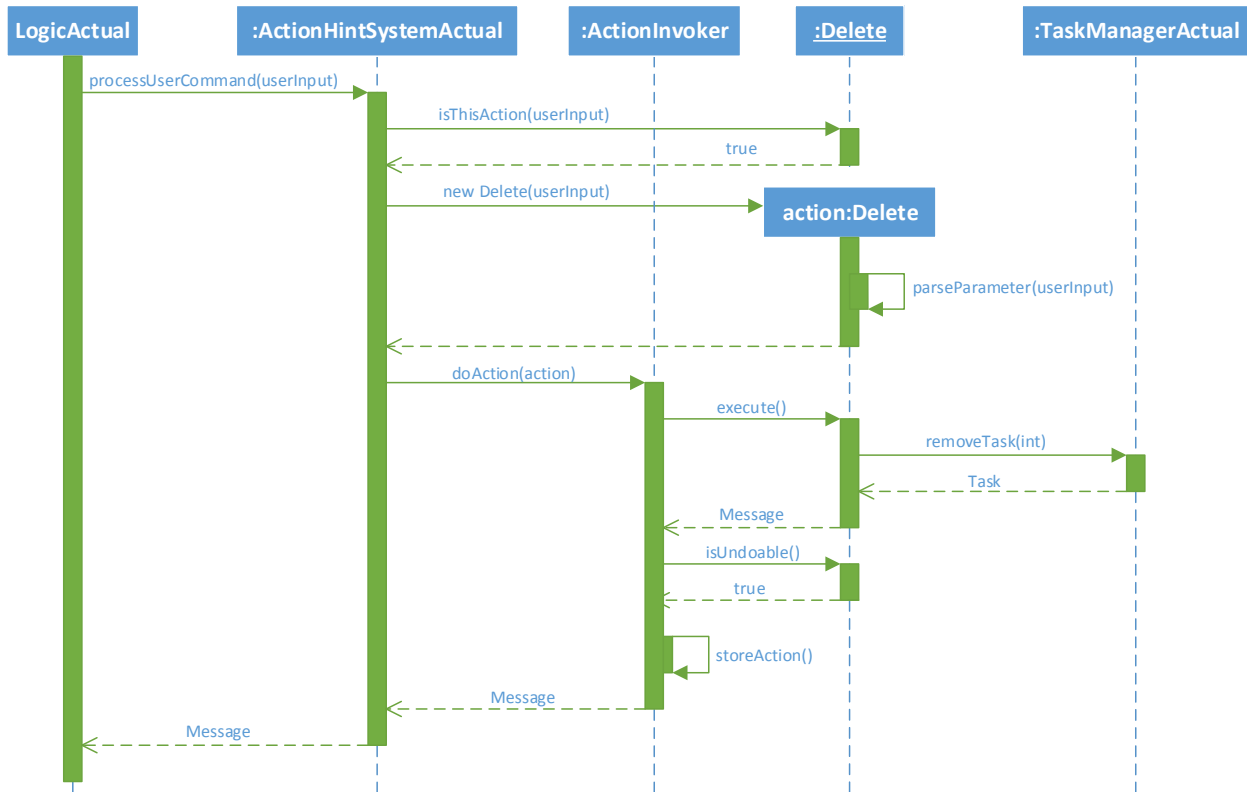 LogicActual
:ActionHintSystemActual
:ActionInvoker
:Delete
:TaskManagerActual
processUserCommand(userInput)
isThisAction(userInput)
true
new Delete(userInput)
action:Delete
parseParameter(userInput)
doAction(action)
execute()
removeTask(int)
Task
Message
isUndoable()
true
storeAction()
Message
Message